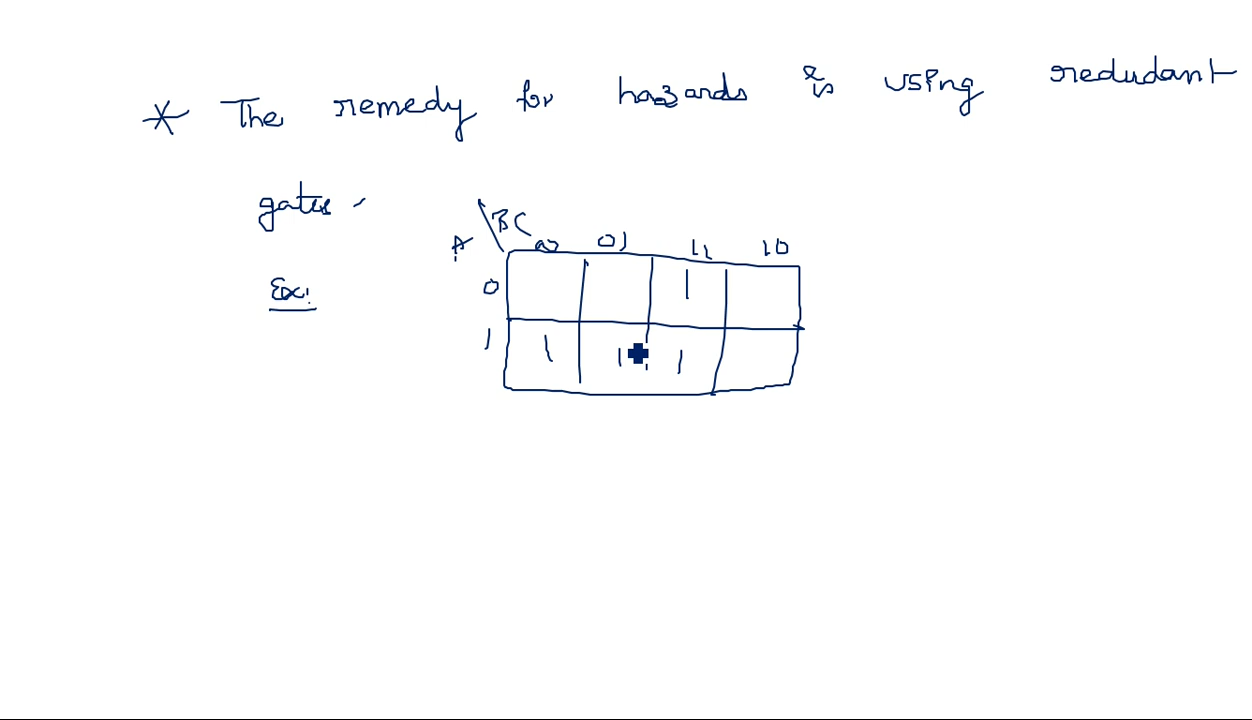 * The remedy for hazards is using redudant
gates.
Ex:
A \ BC 00 01 11 10
0 1
1 1 1 1